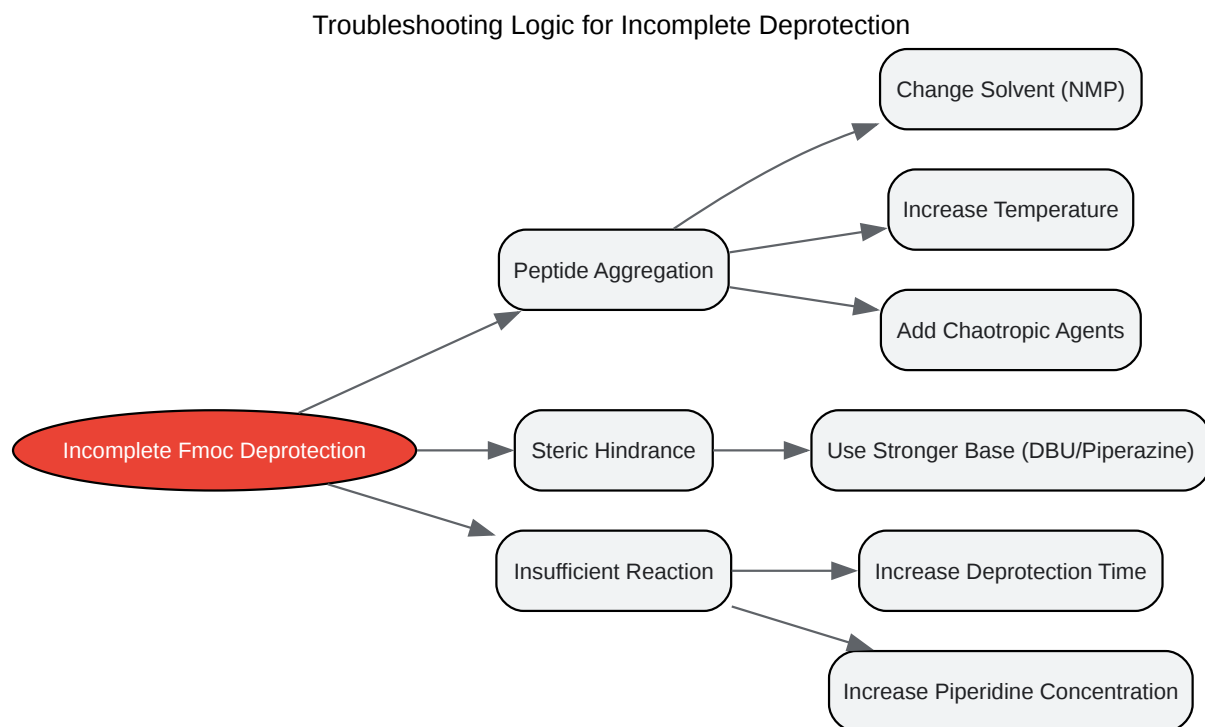 Troubleshooting Logic for Incomplete Deprotection
Change Solvent (NMP)
Increase Temperature
Peptide Aggregation
Add Chaotropic Agents
Incomplete Fmoc Deprotection
Steric Hindrance
Use Stronger Base (DBU/Piperazine)
Insufficient Reaction
Increase Deprotection Time
Increase Piperidine Concentration